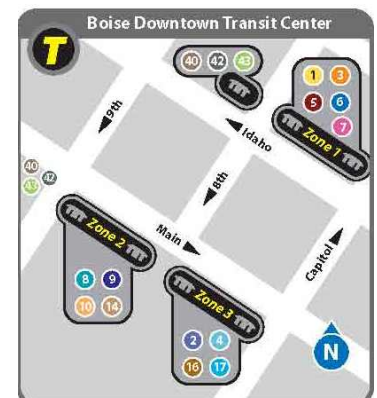 Boise Downtown Transit Center
T
40 42 43
1 3
5 6
7
Zone 1
9th
Idaho
8th
40
42
43
Zone 2
Main
Capitol
8 9
10 14
Zone 3
2 4
16 17
N